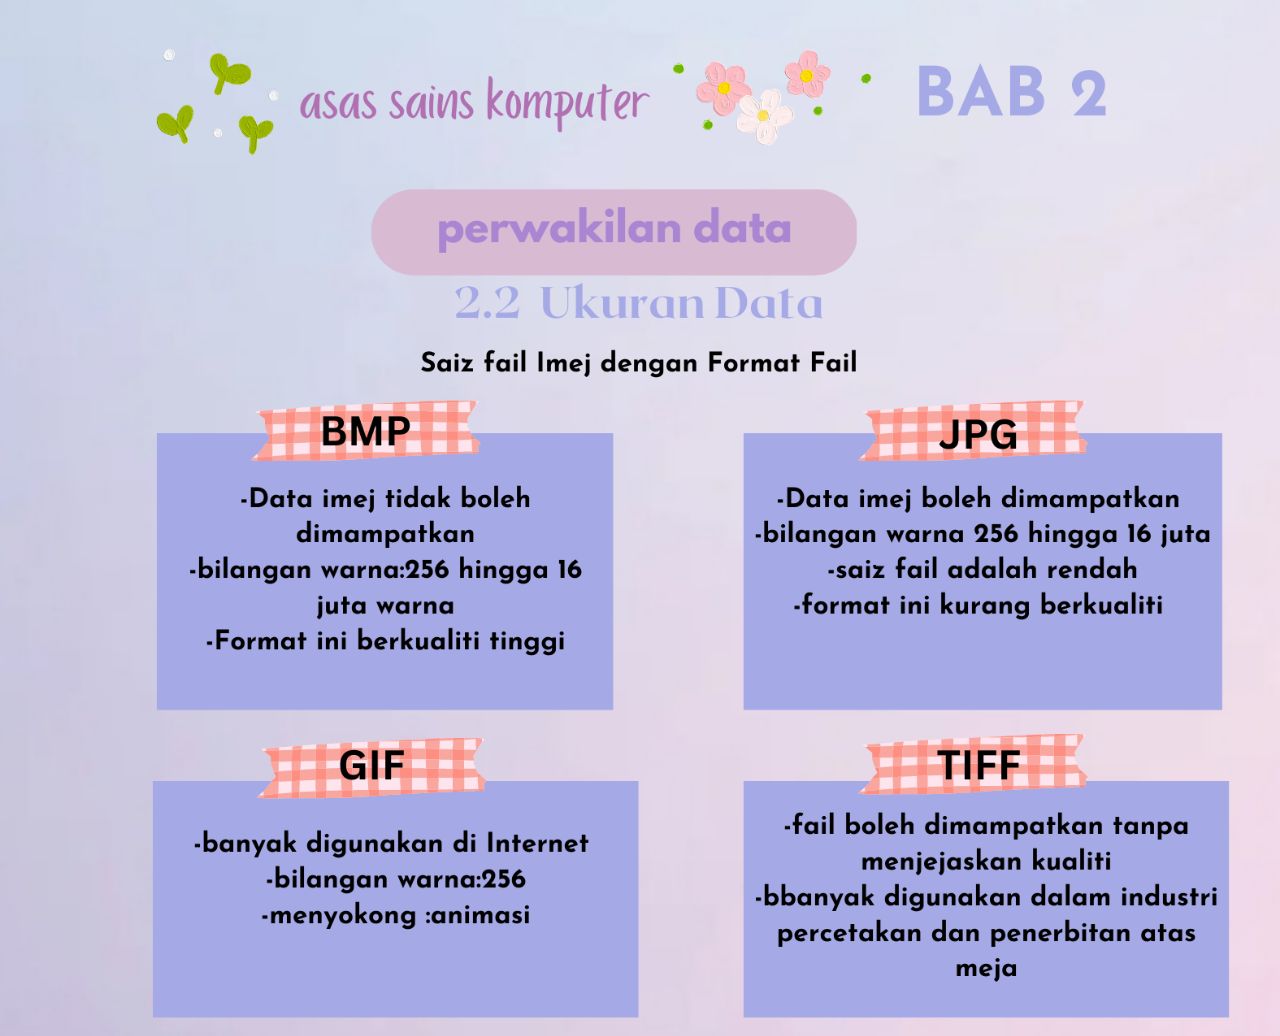 asas sains komputer
BAB 2
perwakilan data
2.2 Ukuran Data
Saiz fail Imej dengan Format Fail
BMP
-Data imej tidak boleh
dimampatkan
-bilangan warna:256 hingga 16
juta warna
-Format ini berkualiti tinggi
JPG
-Data imej boleh dimampatkan
-bilangan warna 256 hingga 16 juta
-saiz fail adalah rendah
-format ini kurang berkualiti
GIF
-banyak digunakan di Internet
-bilangan warna:256
-menyokong :animasi
TIFF
-fail boleh dimampatkan tanpa
menjejaskan kualiti
-bbanyak digunakan dalam industri
percetakan dan penerbitan atas
meja